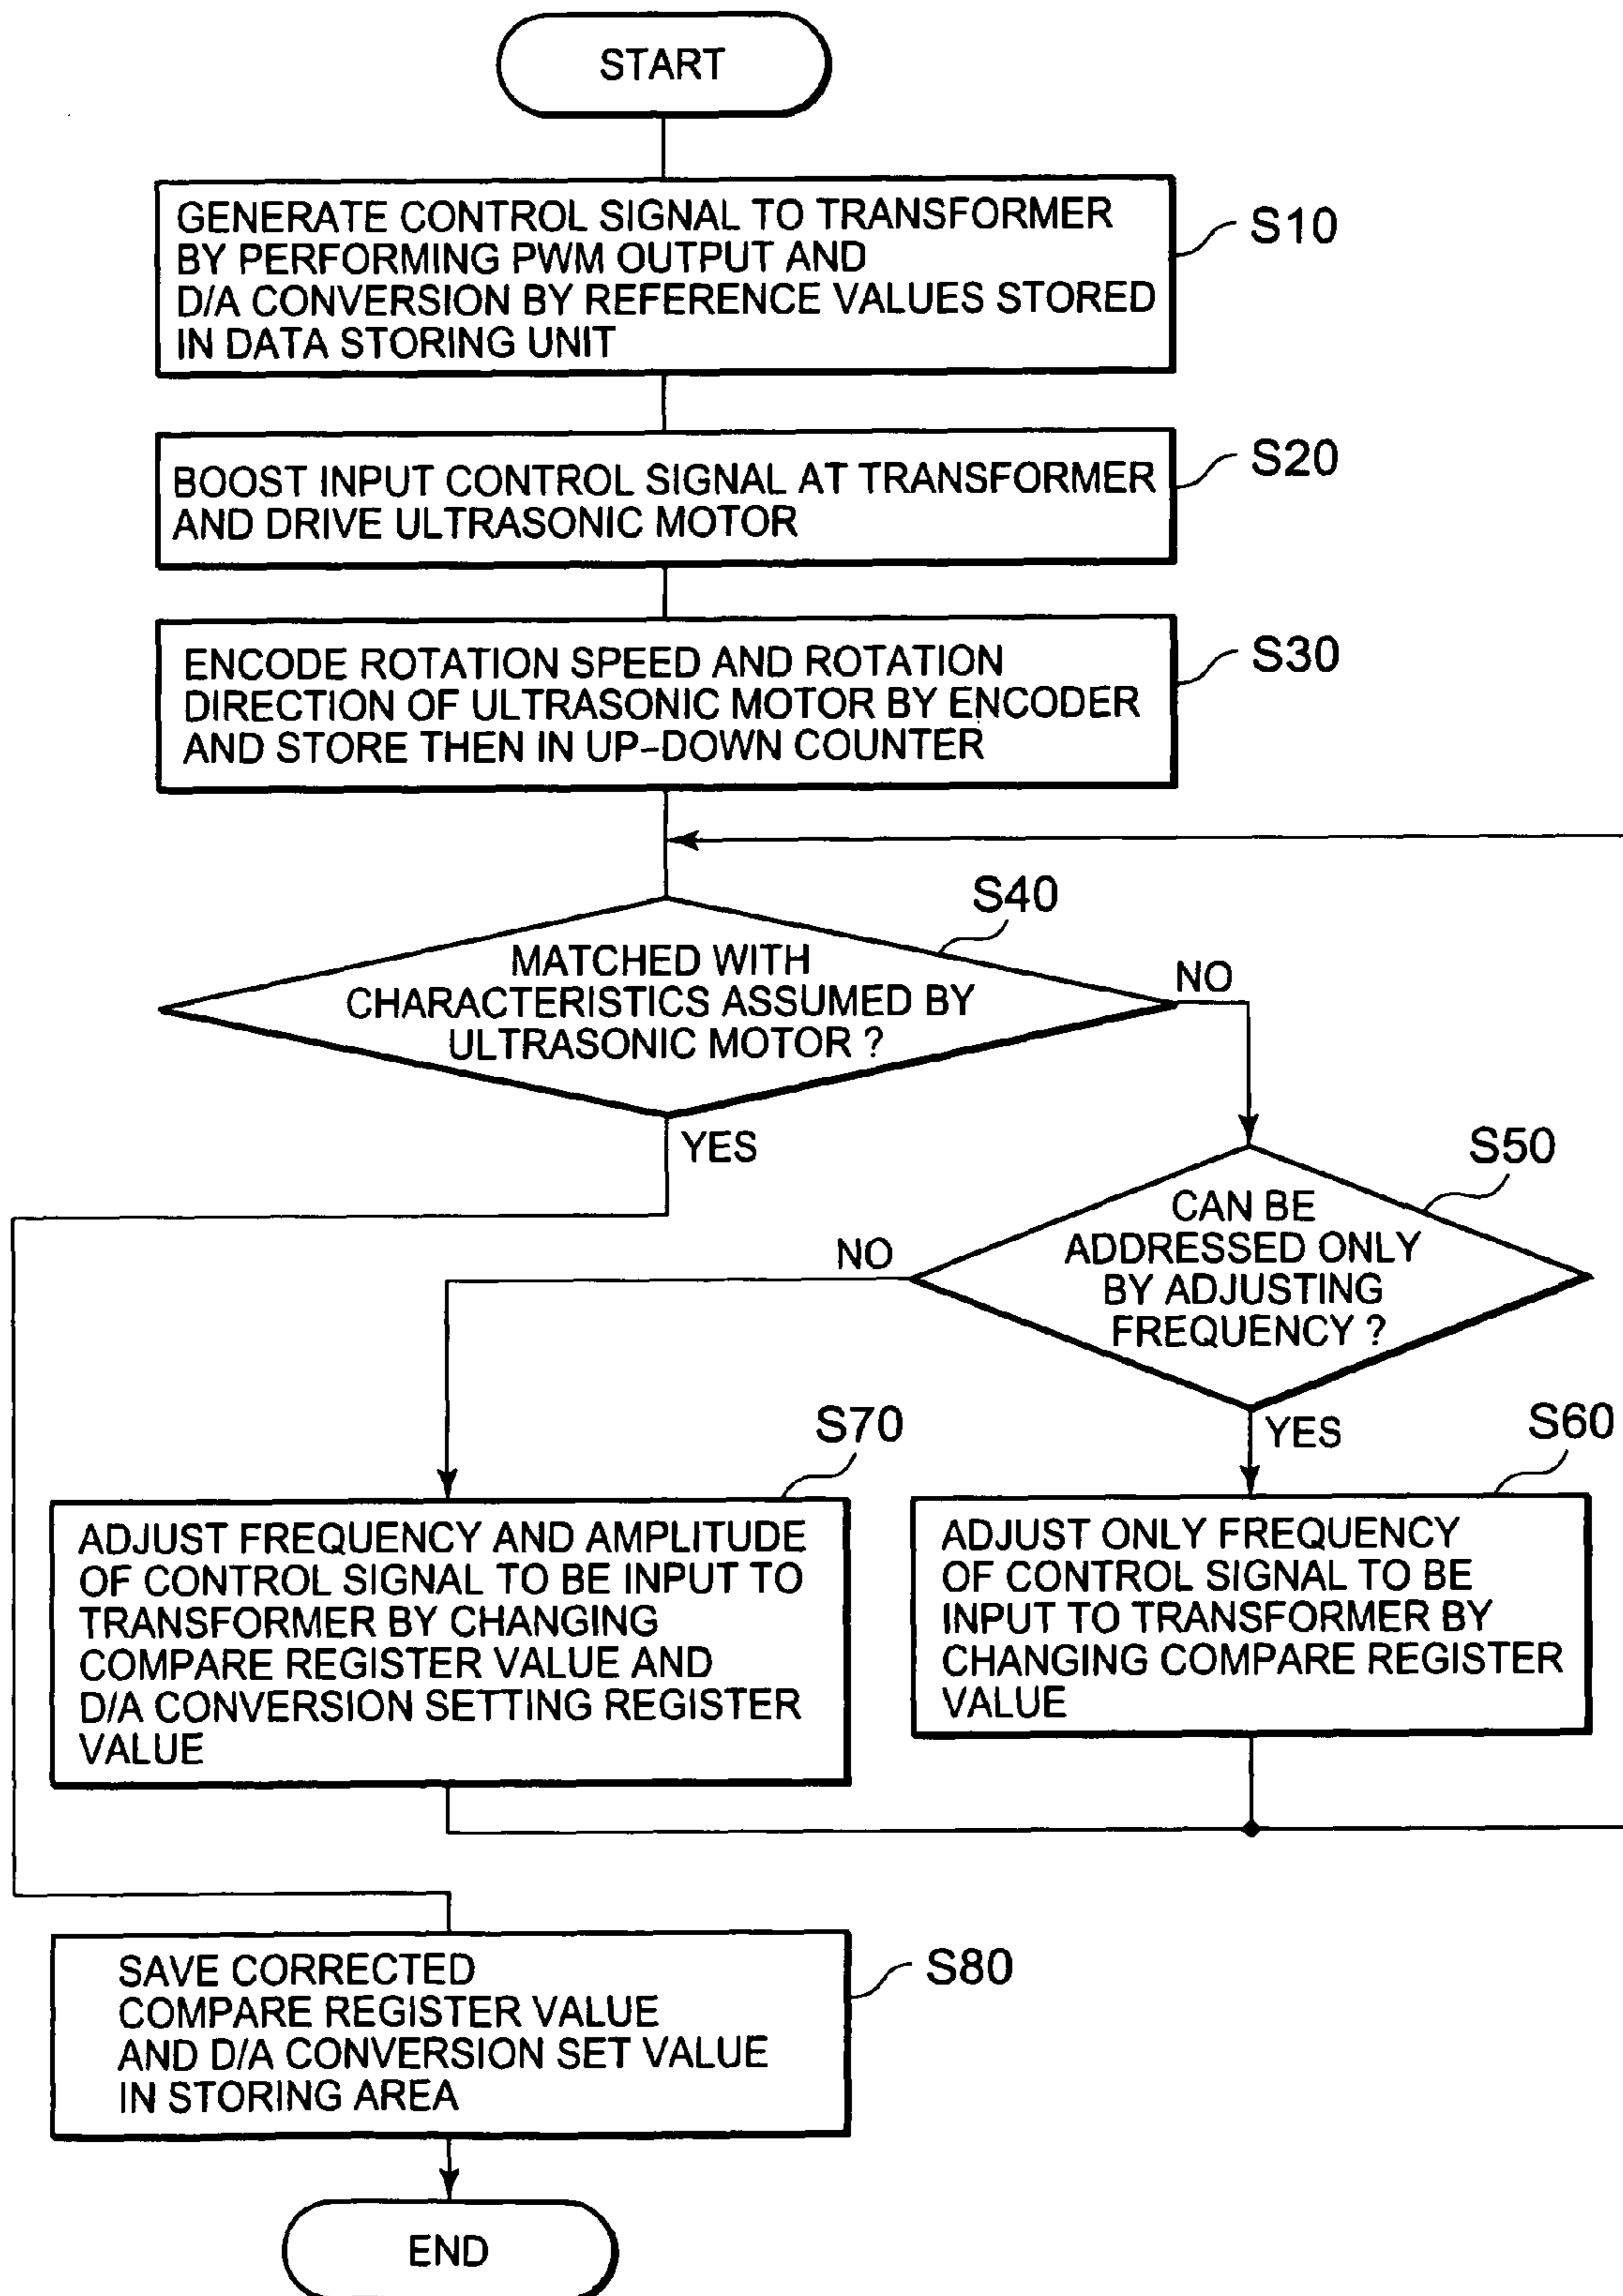 START
GENERATE CONTROL SIGNAL TO TRANSFORMER
BY PERFORMING PWM OUTPUT AND
D/A CONVERSION BY REFERENCE VALUES STORED
IN DATA STORING UNIT
S10
BOOST INPUT CONTROL SIGNAL AT TRANSFORMER
AND DRIVE ULTRASONIC MOTOR
S20
ENCODE ROTATION SPEED AND ROTATION
DIRECTION OF ULTRASONIC MOTOR BY ENCODER
AND STORE THEN IN UP-DOWN COUNTER
S30
S40
MATCHED WITH
CHARACTERISTICS ASSUMED BY
ULTRASONIC MOTOR ?
NO
YES
S50
CAN BE
ADDRESSED ONLY
BY ADJUSTING
FREQUENCY ?
NO
YES
S70
ADJUST FREQUENCY AND AMPLITUDE
OF CONTROL SIGNAL TO BE INPUT TO
TRANSFORMER BY CHANGING
COMPARE REGISTER VALUE AND
D/A CONVERSION SETTING REGISTER
VALUE
S60
ADJUST ONLY FREQUENCY
OF CONTROL SIGNAL TO BE
INPUT TO TRANSFORMER BY
CHANGING COMPARE REGISTER
VALUE
SAVE CORRECTED
COMPARE REGISTER VALUE
AND D/A CONVERSION SET VALUE
IN STORING AREA
S80
END